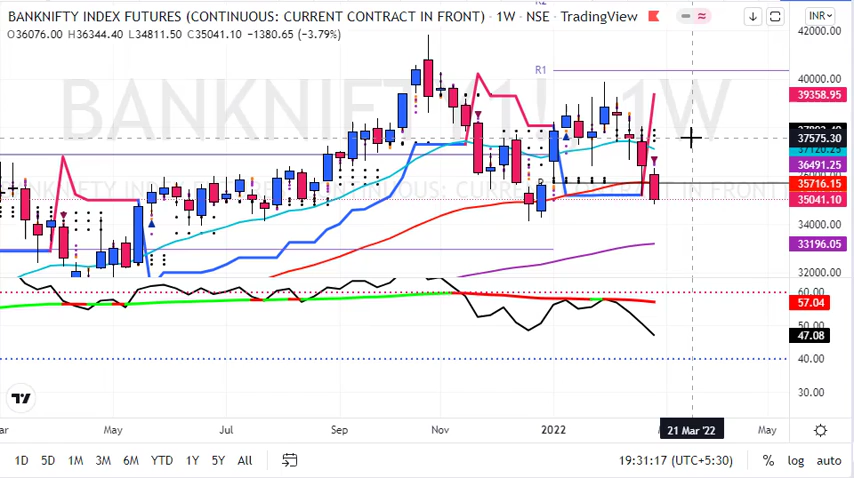 BANKNIFTY INDEX FUTURES (CONTINUOUS: CURRENT CONTRACT IN FRONT) · 1W · NSE · TradingView
O36076.00 H36344.40 L34811.50 C35041.10 −1380.65 (−3.79%)
INR
42000.00
R1
40000.00
39358.95
37575.30
37120.25
36491.25
35716.15
35041.10
34000.00
33196.05
32000.00
60.00
57.04
50.00
47.08
40.00
30.00
May
Jul
Sep
Nov
2022
21 Mar '22
May
1D 5D 1M 3M 6M YTD 1Y 5Y All
19:31:17 (UTC+5:30)
% log auto